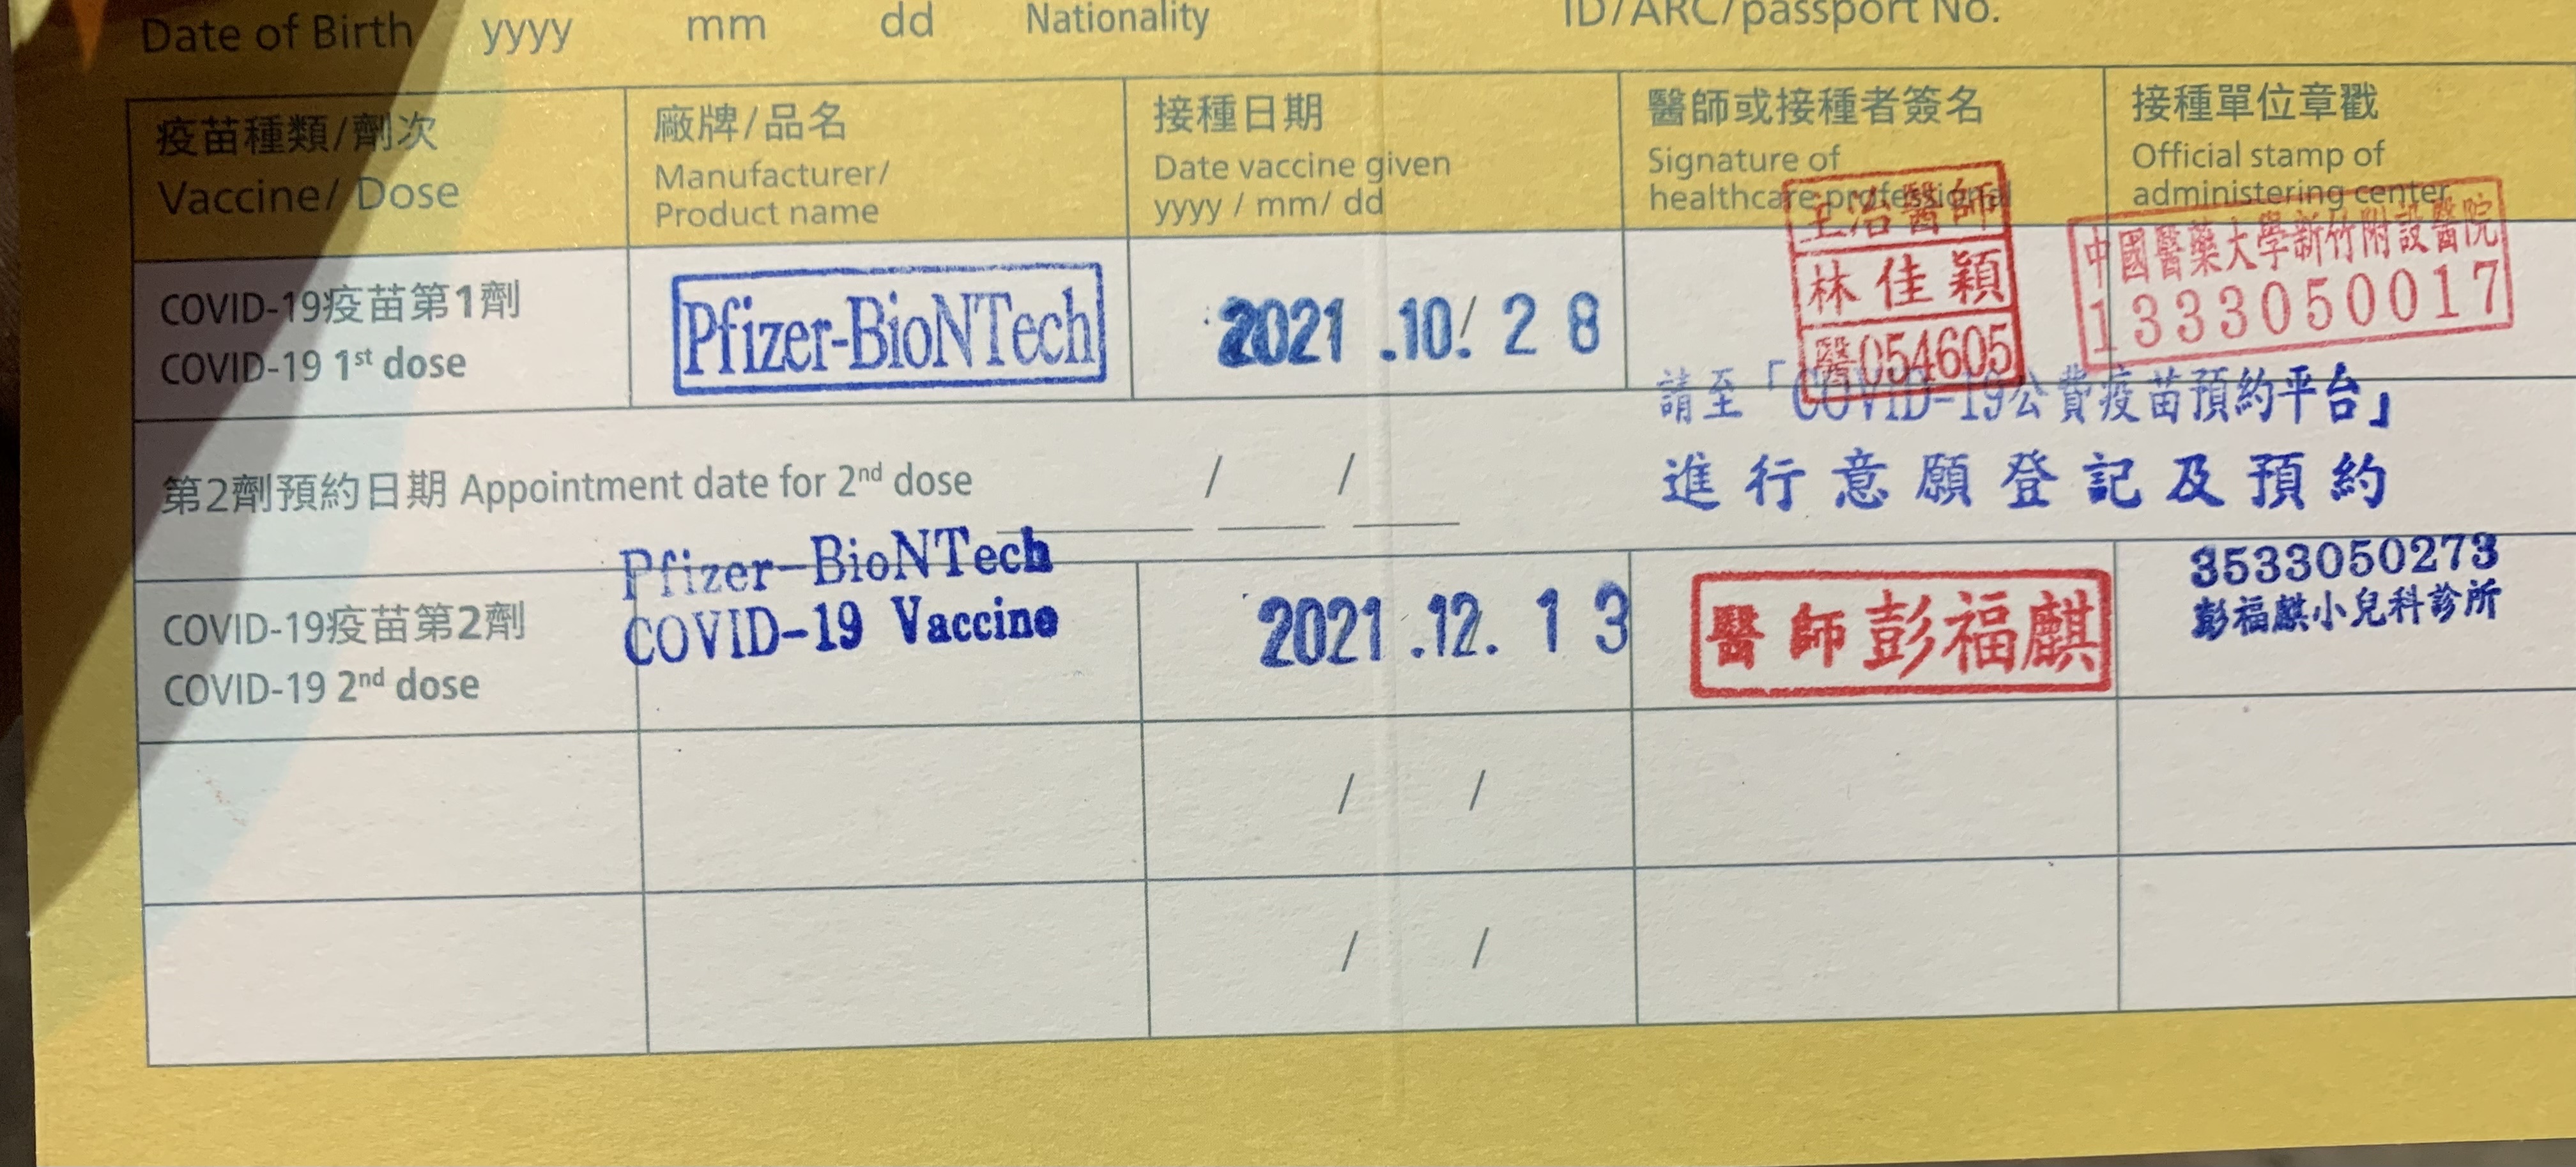 Date of Birth yyyy mm dd Nationality ID/ARC/passport No.
疫苗種類/劑次 廠牌/品名 接種日期 醫師或接種者簽名 接種單位章戳
Vaccine/ Dose Manufacturer/ Date vaccine given Signature of Official stamp of
Product name yyyy / mm/ dd healthcare professional administering center
主治醫師
林佳穎
醫054605
中國醫藥大學新竹附設醫院
1333050017
COVID-19疫苗第1劑 Pfizer-BioNTech 2021 .10/ 2 8
COVID-19 1st dose
請至「COVID-19公費疫苗預約平台」
進行意願登記及預約
第2劑預約日期 Appointment date for 2nd dose / /
Pfizer-BioNTech
COVID-19 Vaccine
COVID-19疫苗第2劑 2021 .12. 1 3 醫師彭福麒
COVID-19 2nd dose
3533050273
彭福麒小兒科診所
/ /
/ /